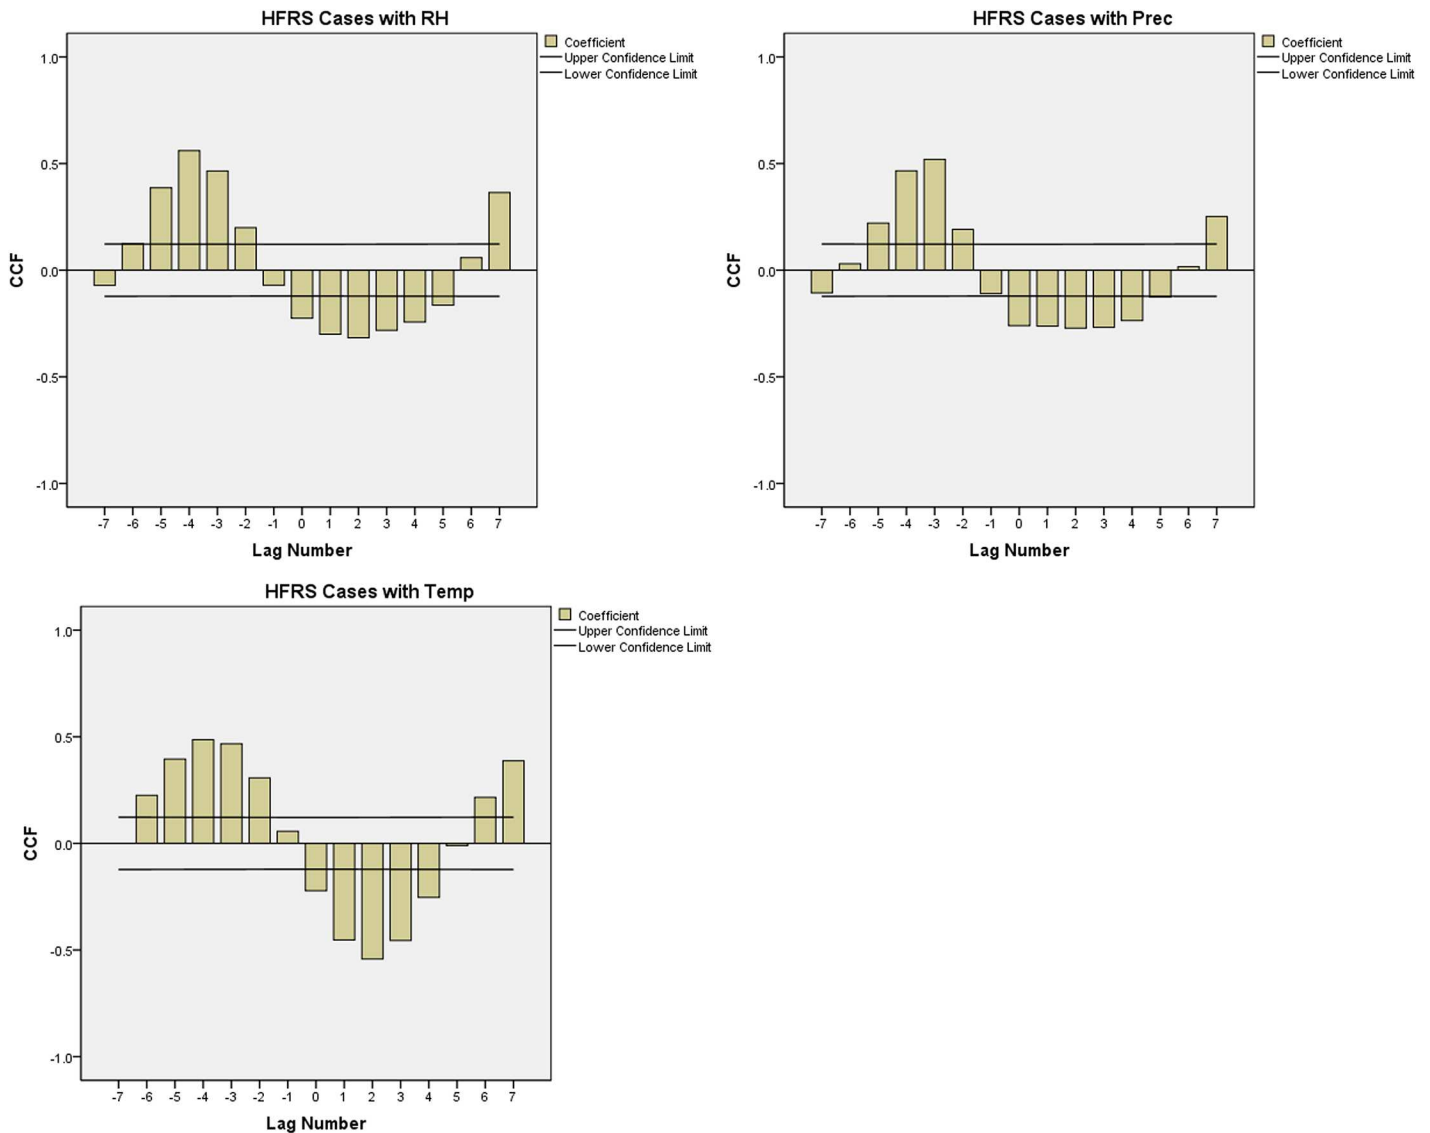 HFRS Cases with RH
Coefficient
Upper Confidence Limit
Lower Confidence Limit
1.0
0.5
0.0
-0.5
-1.0
CCF
-7 -6 -5 -4 -3 -2 -1 0 1 2 3 4 5 6 7
Lag Number
HFRS Cases with Prec
Coefficient
Upper Confidence Limit
Lower Confidence Limit
1.0
0.5
0.0
-0.5
-1.0
CCF
-7 -6 -5 -4 -3 -2 -1 0 1 2 3 4 5 6 7
Lag Number
HFRS Cases with Temp
Coefficient
Upper Confidence Limit
Lower Confidence Limit
1.0
0.5
0.0
-0.5
-1.0
CCF
-7 -6 -5 -4 -3 -2 -1 0 1 2 3 4 5 6 7
Lag Number